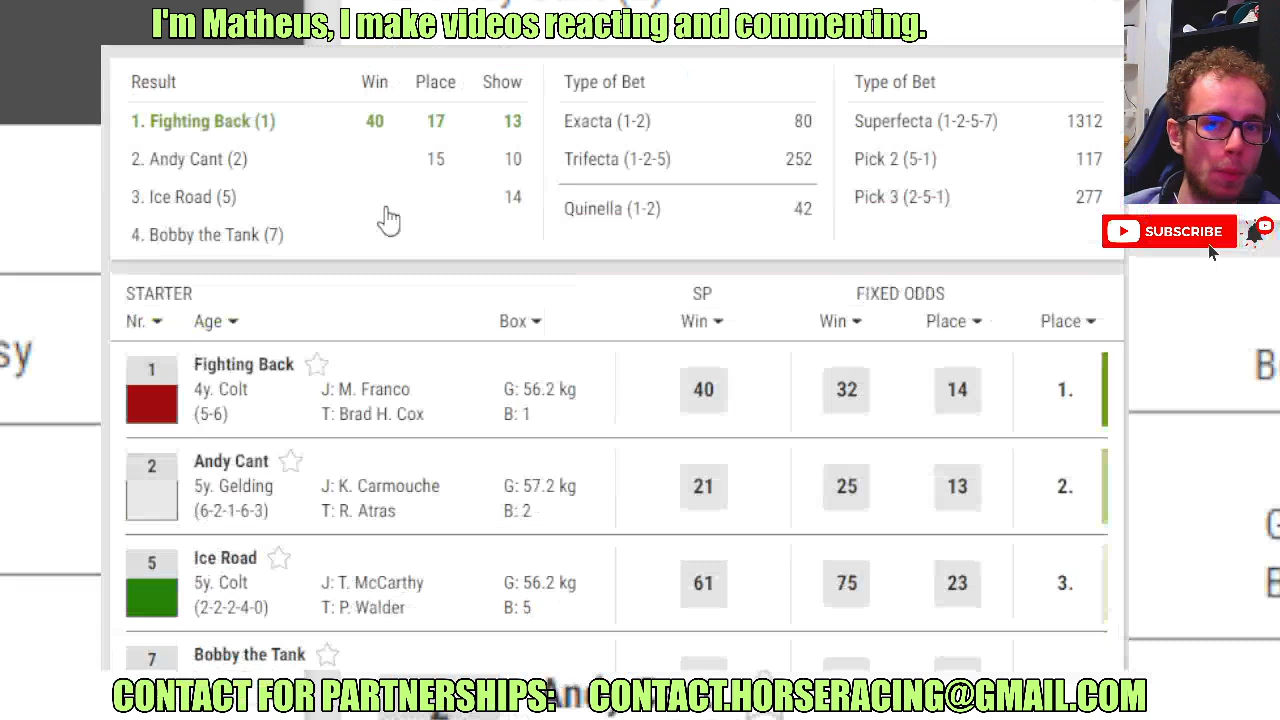 I'm Matheus, I make videos reacting and commenting.
Result Win Place Show
1. Fighting Back (1) 40 17 13
2. Andy Cant (2) 15 10
3. Ice Road (5) 14
4. Bobby the Tank (7)
Type of Bet
Exacta (1-2) 80
Trifecta (1-2-5) 252
Quinella (1-2) 42
Type of Bet
Superfecta (1-2-5-7) 1312
Pick 2 (5-1) 117
Pick 3 (2-5-1) 277
SUBSCRIBE
STARTER SP FIXED ODDS
Nr. Age Box Win Win Place Place
1 Fighting Back
4y. Colt J: M. Franco G: 56.2 kg 40 32 14 1.
(5-6) T: Brad H. Cox B: 1
2 Andy Cant
5y. Gelding J: K. Carmouche G: 57.2 kg 21 25 13 2.
(6-2-1-6-3) T: R. Atras B: 2
5 Ice Road
5y. Colt J: T. McCarthy G: 56.2 kg 61 75 23 3.
(2-2-2-4-0) T: P. Walder B: 5
7 Bobby the Tank
CONTACT FOR PARTNERSHIPS: CONTACT.HORSERACING@GMAIL.COM